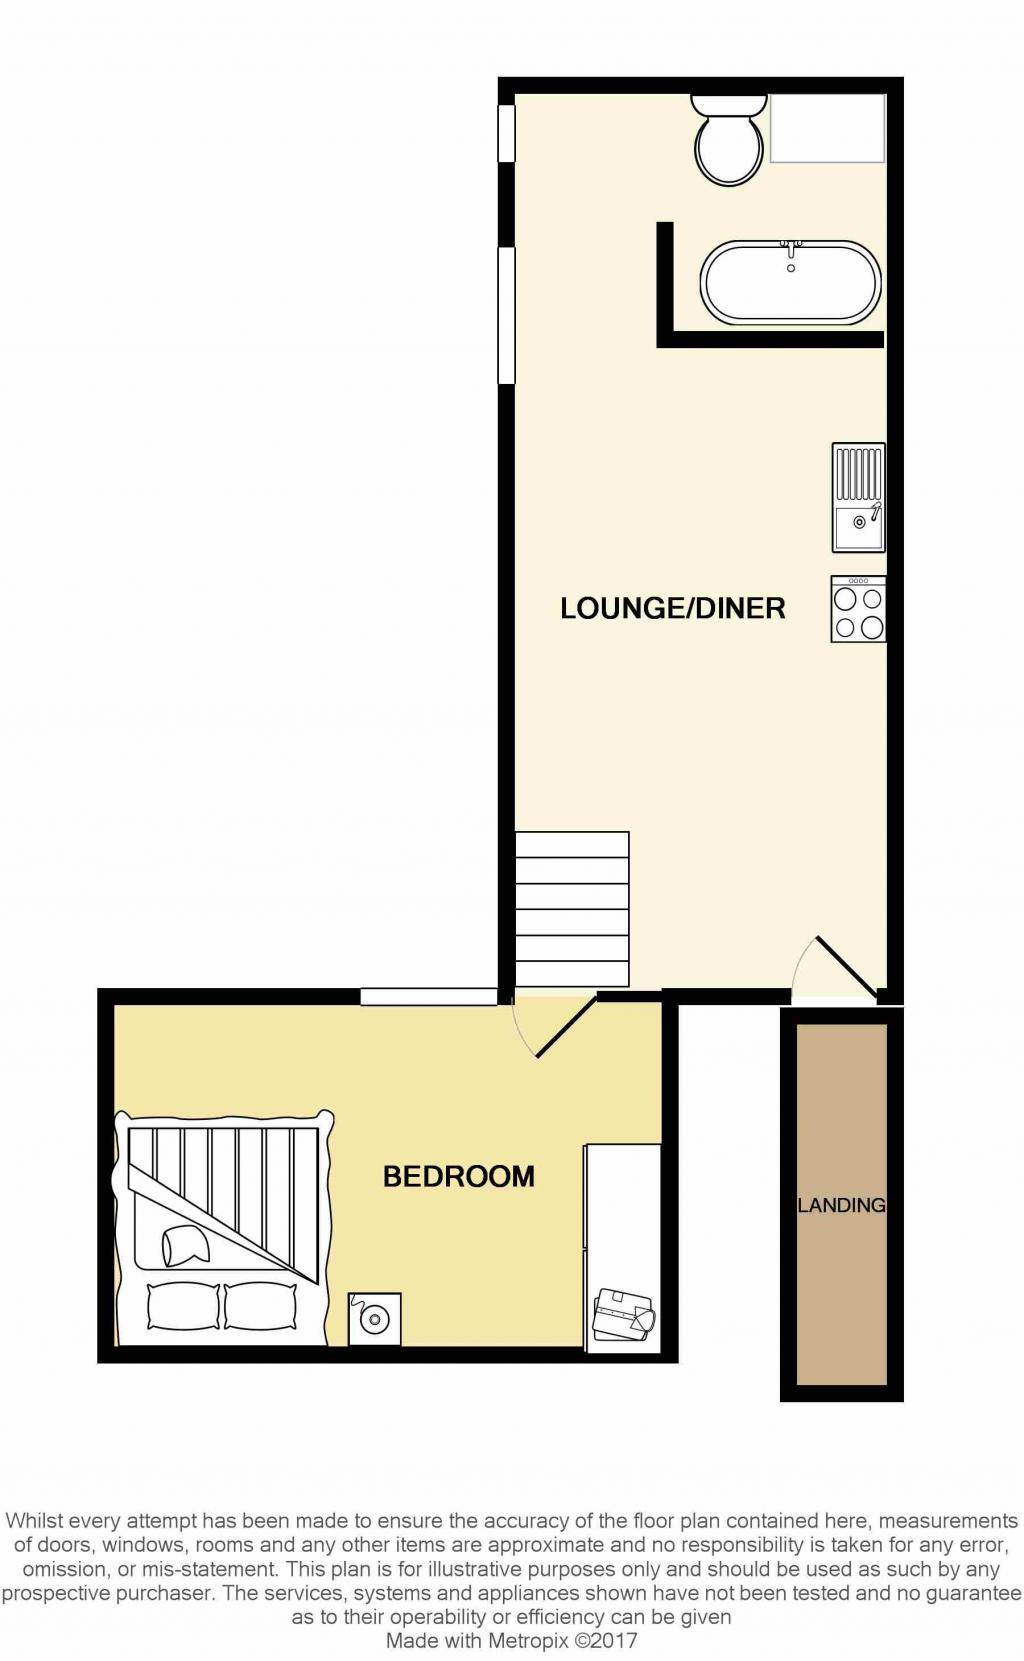 LOUNGE/DINER
BEDROOM
LANDING
Whilst every attempt has been made to ensure the accuracy of the floor plan contained here, measurements
of doors, windows, rooms and any other items are approximate and no responsibility is taken for any error,
omission, or mis-statement. This plan is for illustrative purposes only and should be used as such by any
prospective purchaser. The services, systems and appliances shown have not been tested and no guarantee
as to their operability or efficiency can be given
Made with Metropix ©2017